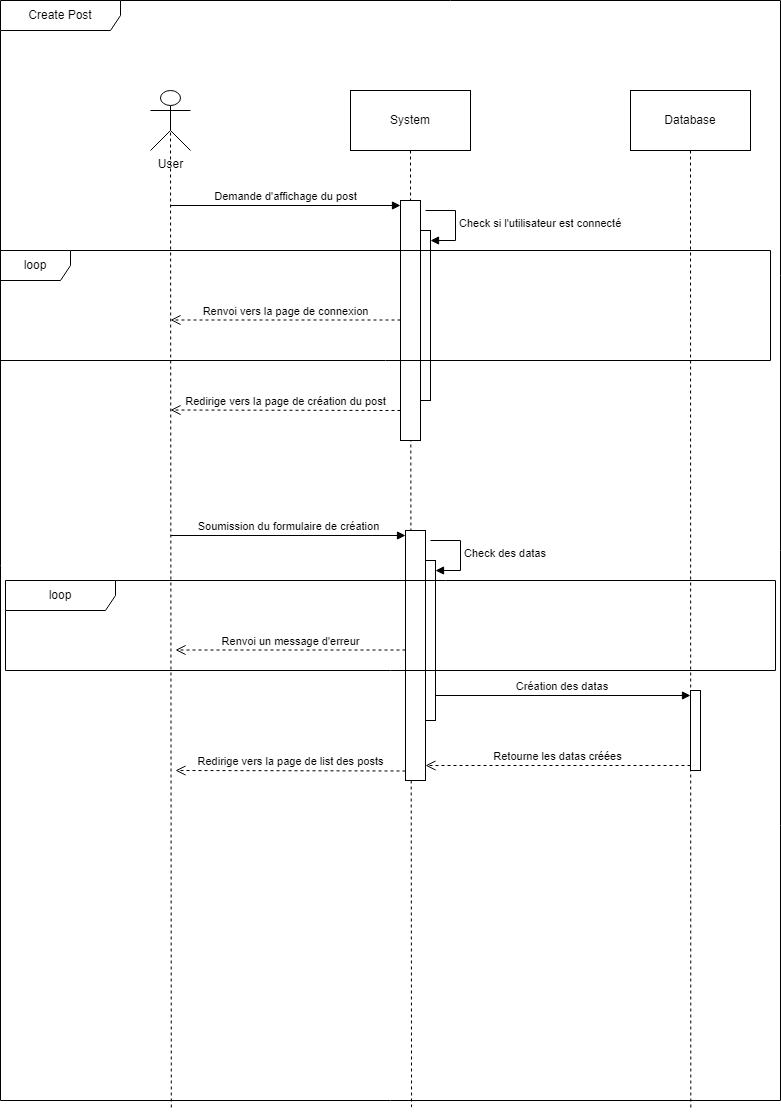 Create Post
User
System
Database
Demande d'affichage du post
Check si l'utilisateur est connecté
loop
Renvoi vers la page de connexion
Redirige vers la page de création du post
Soumission du formulaire de création
Check des datas
loop
Renvoi un message d'erreur
Création des datas
Retourne les datas créées
Redirige vers la page de list des posts